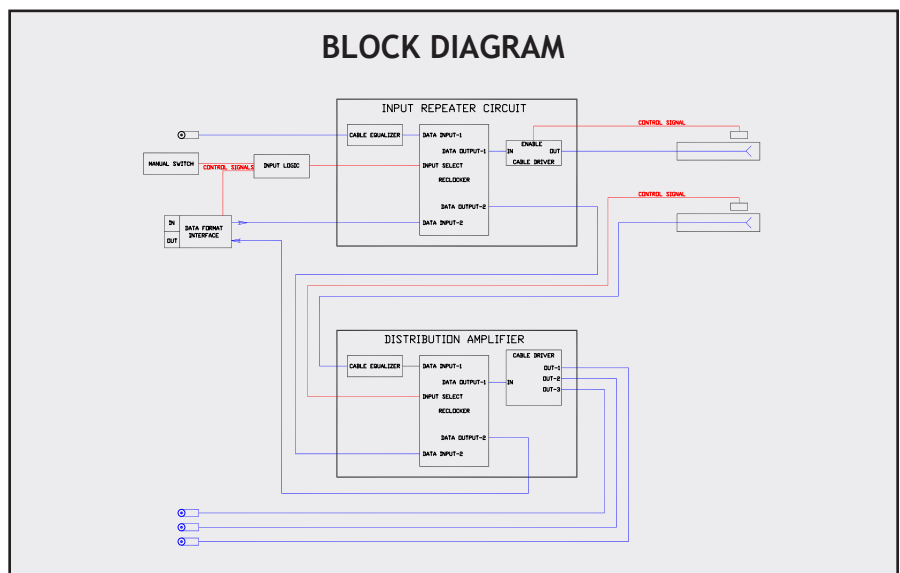 BLOCK DIAGRAM
INPUT REPEATER CIRCUIT
CONTROL SIGNAL
CABLE EQUALIZER
DATA INPUT-1
ENABLE
DATA OUTPUT-1
IN
OUT
CABLE DRIVER
MANUAL SWITCH
CONTROL SIGNALS
INPUT LOGIC
INPUT SELECT
RECLOCKER
CONTROL SIGNAL
DATA OUTPUT-2
IN
DATA FORMAT
INTERFACE
OUT
DATA INPUT-2
DISTRIBUTION AMPLIFIER
CABLE DRIVER
CABLE EQUALIZER
DATA INPUT-1
OUT-1
DATA OUTPUT-1
IN
OUT-2
OUT-3
INPUT SELECT
RECLOCKER
DATA OUTPUT-2
DATA INPUT-2